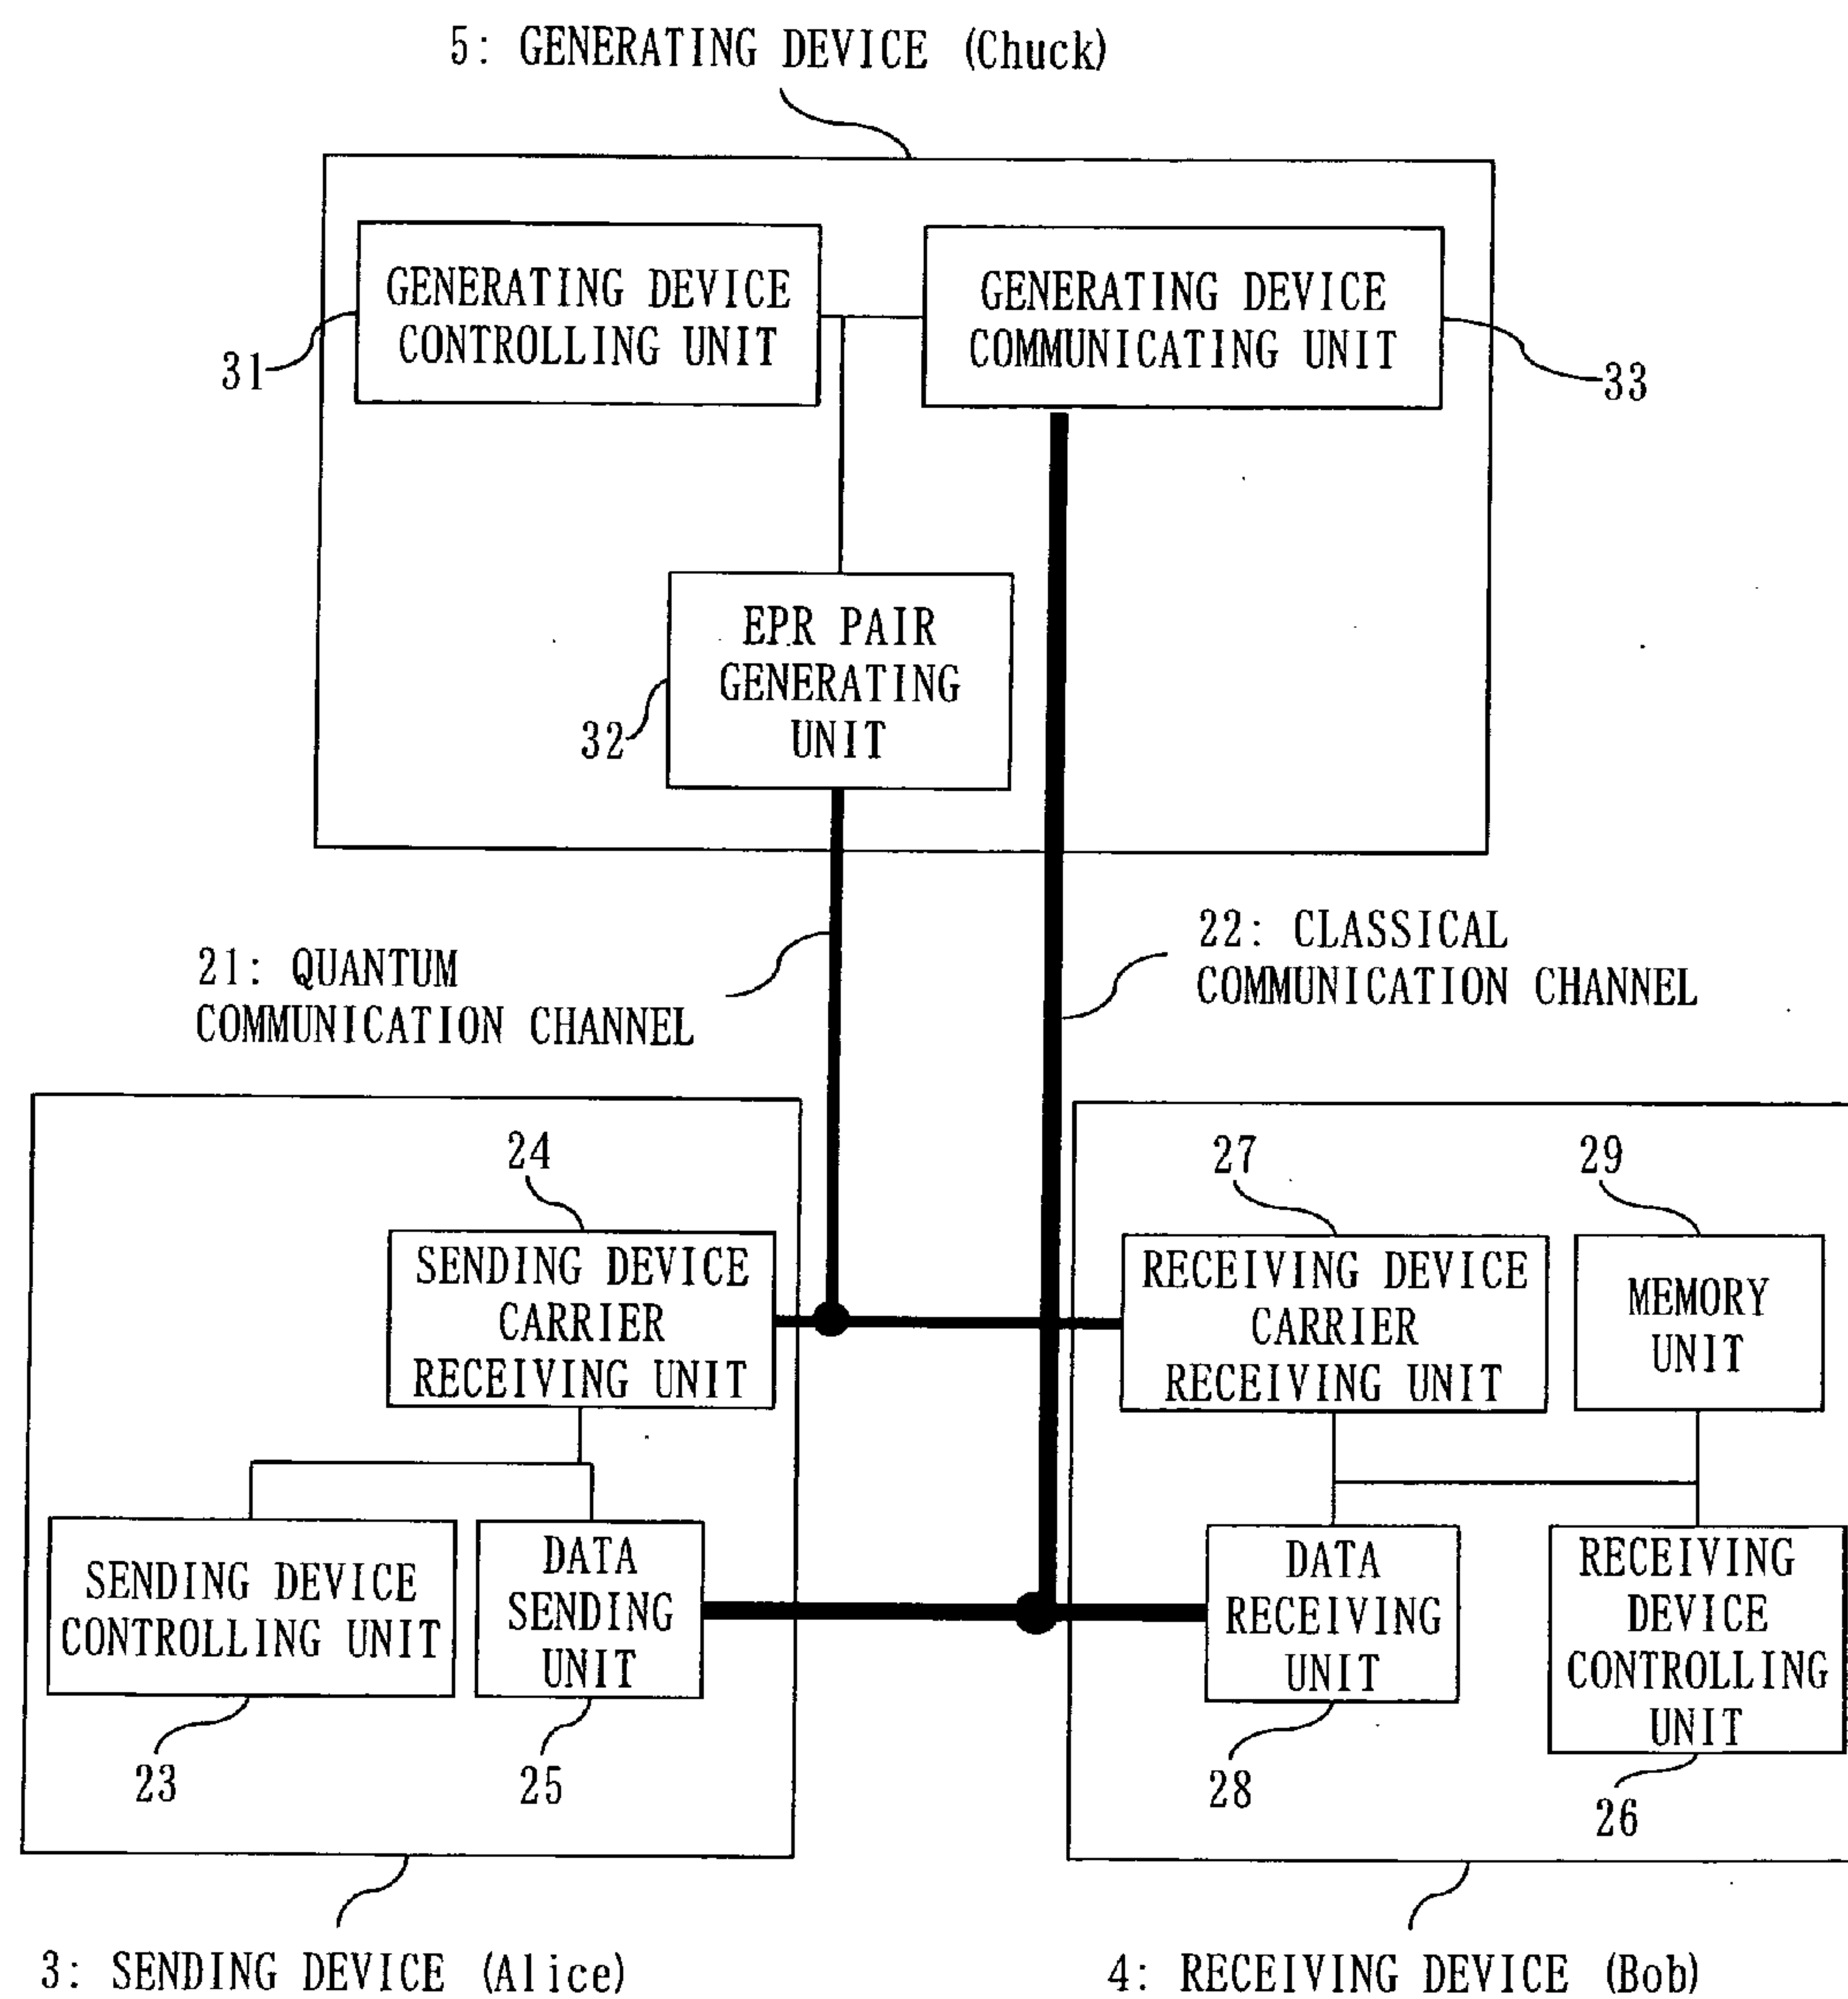 5: GENERATING DEVICE (Chuck)
GENERATING DEVICE
CONTROLLING UNIT
GENERATING DEVICE
COMMUNICATING UNIT
31
33
EPR PAIR
GENERATING
UNIT
32
21: QUANTUM
COMMUNICATION CHANNEL
22: CLASSICAL
COMMUNICATION CHANNEL
24
SENDING DEVICE
CARRIER
RECEIVING UNIT
27
RECEIVING DEVICE
CARRIER
RECEIVING UNIT
29
MEMORY
UNIT
SENDING DEVICE
CONTROLLING UNIT
23
DATA
SENDING
UNIT
25
DATA
RECEIVING
UNIT
28
RECEIVING
DEVICE
CONTROLLING
UNIT
26
3: SENDING DEVICE (Alice)
4: RECEIVING DEVICE (Bob)